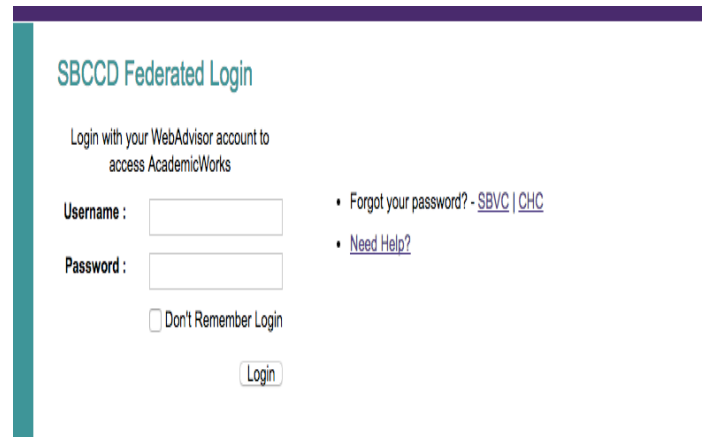 SBCCD Federated Login
Login with your WebAdvisor account to
access AcademicWorks
Username :
Password :
Don't Remember Login
Login
• Forgot your password? - SBVC | CHC
• Need Help?